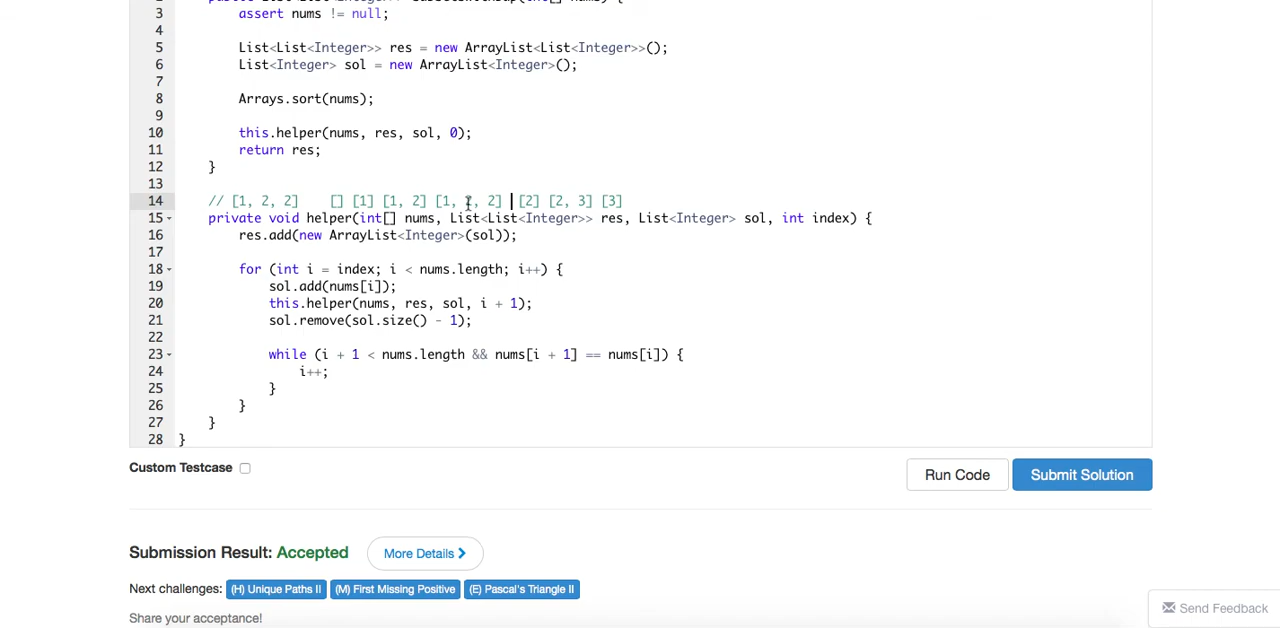 3 assert nums != null;
4
5 List<List<Integer>> res = new ArrayList<List<Integer>>();
6 List<Integer> sol = new ArrayList<Integer>();
7
8 Arrays.sort(nums);
9
10 this.helper(nums, res, sol, 0);
11 return res;
12 }
13
14 // [1, 2, 2] [] [1] [1, 2] [1, , 2] [2] [2, 3] [3]
15 private void helper(int[] nums, List<List<Integer>> res, List<Integer> sol, int index) {
16 res.add(new ArrayList<Integer>(sol));
17
18 for (int i = index; i < nums.length; i++) {
19 sol.add(nums[i]);
20 this.helper(nums, res, sol, i + 1);
21 sol.remove(sol.size() - 1);
22
23 while (i + 1 < nums.length && nums[i + 1] == nums[i]) {
24 i++;
25 }
26 }
27 }
28 }
Custom Testcase
Run Code
Submit Solution
Submission Result: Accepted
More Details
Next challenges: (H) Unique Paths II (M) First Missing Positive (E) Pascal's Triangle II
Share your acceptance!
Send Feedback